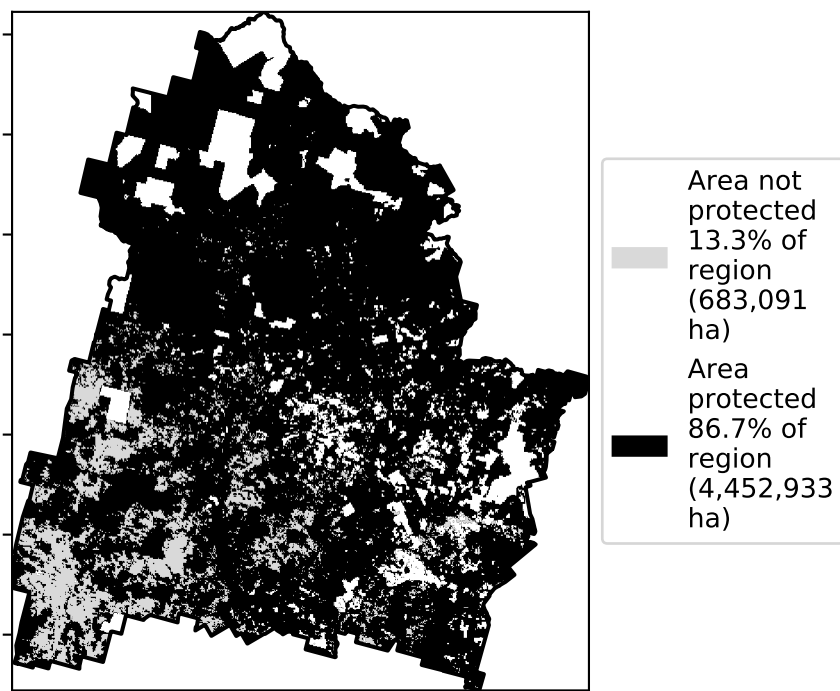 Area not
protected
13.3% of
region
(683,091
ha)
Area
protected
86.7% of
region
(4,452,933
ha)